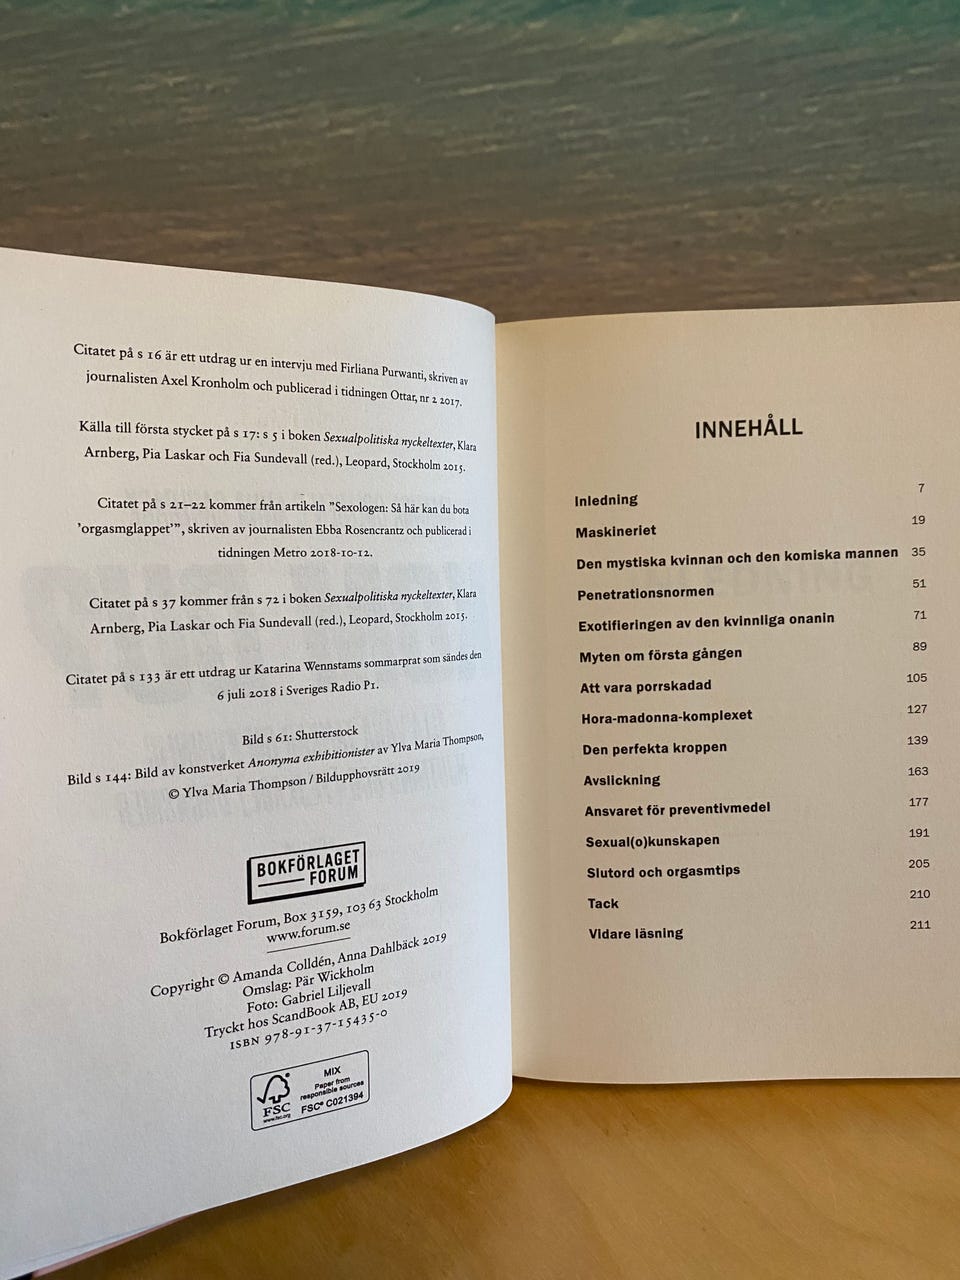 Citatet på s 16 är ett utdrag ur en intervju med Firliana Purwanti, skriven av
journalisten Axel Kronholm och publicerad i tidningen Ottar, nr 2 2017.
Källa till första stycket på s 17: s 5 i boken Sexualpolitiska nyckeltexter, Klara
Arnberg, Pia Laskar och Fia Sundevall (red.), Leopard, Stockholm 2015.
Citatet på s 21–22 kommer från artikeln ”Sexologen: Så här kan du bota
’orgasmglappet’”, skriven av journalisten Ebba Rosencrantz och publicerad i
tidningen Metro 2018-10-12.
Citatet på s 37 kommer från s 72 i boken Sexualpolitiska nyckeltexter, Klara
Arnberg, Pia Laskar och Fia Sundevall (red.), Leopard, Stockholm 2015.
Citatet på s 133 är ett utdrag ur Katarina Wennstams sommarprat som sändes den
6 juli 2018 i Sveriges Radio P1.
Bild s 61: Shutterstock
Bild s 144: Bild av konstverket Anonyma exhibitionister av Ylva Maria Thompson,
© Ylva Maria Thompson / Bildupphovsrätt 2019
BOKFÖRLAGET
FORUM
Bokförlaget Forum, Box 3159, 103 63 Stockholm
www.forum.se
Copyright © Amanda Colldén, Anna Dahlbäck 2019
Omslag: Pär Wickholm
Foto: Gabriel Liljevall
Tryckt hos ScandBook AB, EU 2019
ISBN 978-91-37-15435-0
FSC
www.fsc.org
MIX
Paper from
responsible sources
FSC® C021394
INNEHÅLL
Inledning 7
Maskineriet 19
Den mystiska kvinnan och den komiska mannen 35
Penetrationsnormen 51
Exotifieringen av den kvinnliga onanin 71
Myten om första gången 89
Att vara porrskadad 105
Hora-madonna-komplexet 127
Den perfekta kroppen 139
Avslickning 163
Ansvaret för preventivmedel 177
Sexual(o)kunskapen 191
Slutord och orgasmtips 205
Tack 210
Vidare läsning 211